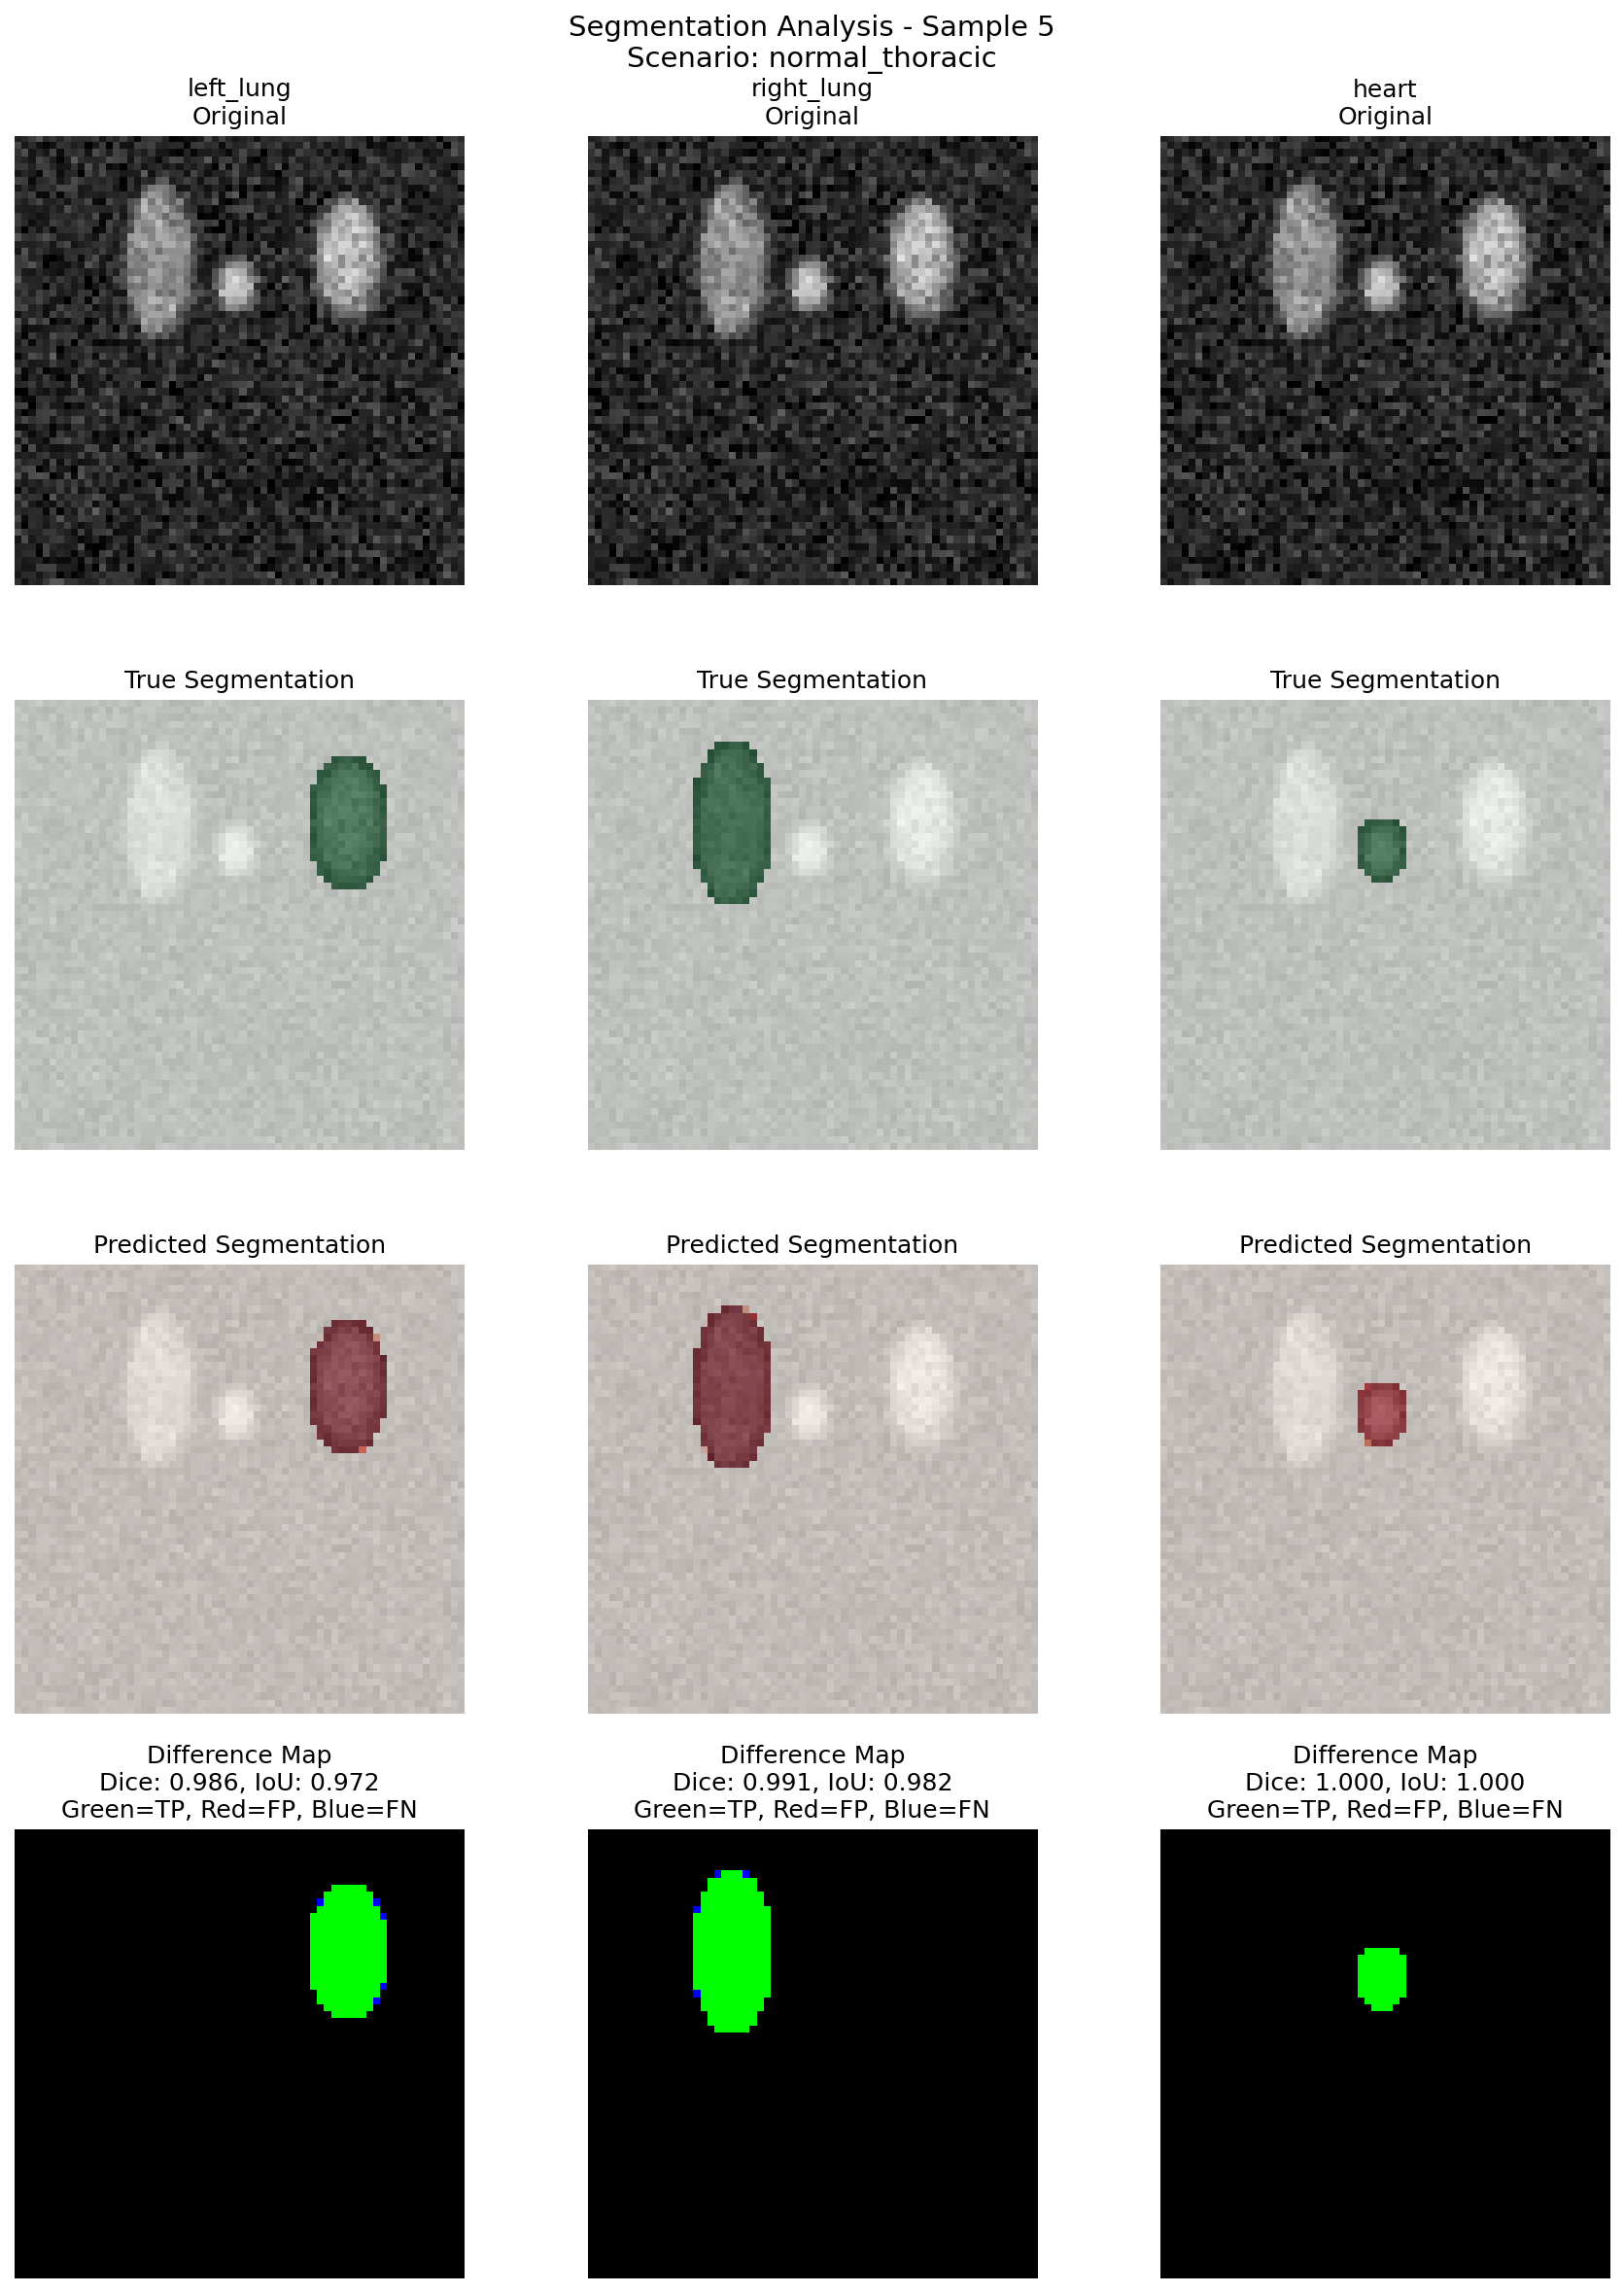 Segmentation Analysis - Sample 5
Scenario: normal_thoracic
left_lung
Original
right_lung
Original
heart
Original
True Segmentation
True Segmentation
True Segmentation
Predicted Segmentation
Predicted Segmentation
Predicted Segmentation
Difference Map
Dice: 0.986, IoU: 0.972
Green=TP, Red=FP, Blue=FN
Difference Map
Dice: 0.991, IoU: 0.982
Green=TP, Red=FP, Blue=FN
Difference Map
Dice: 1.000, IoU: 1.000
Green=TP, Red=FP, Blue=FN